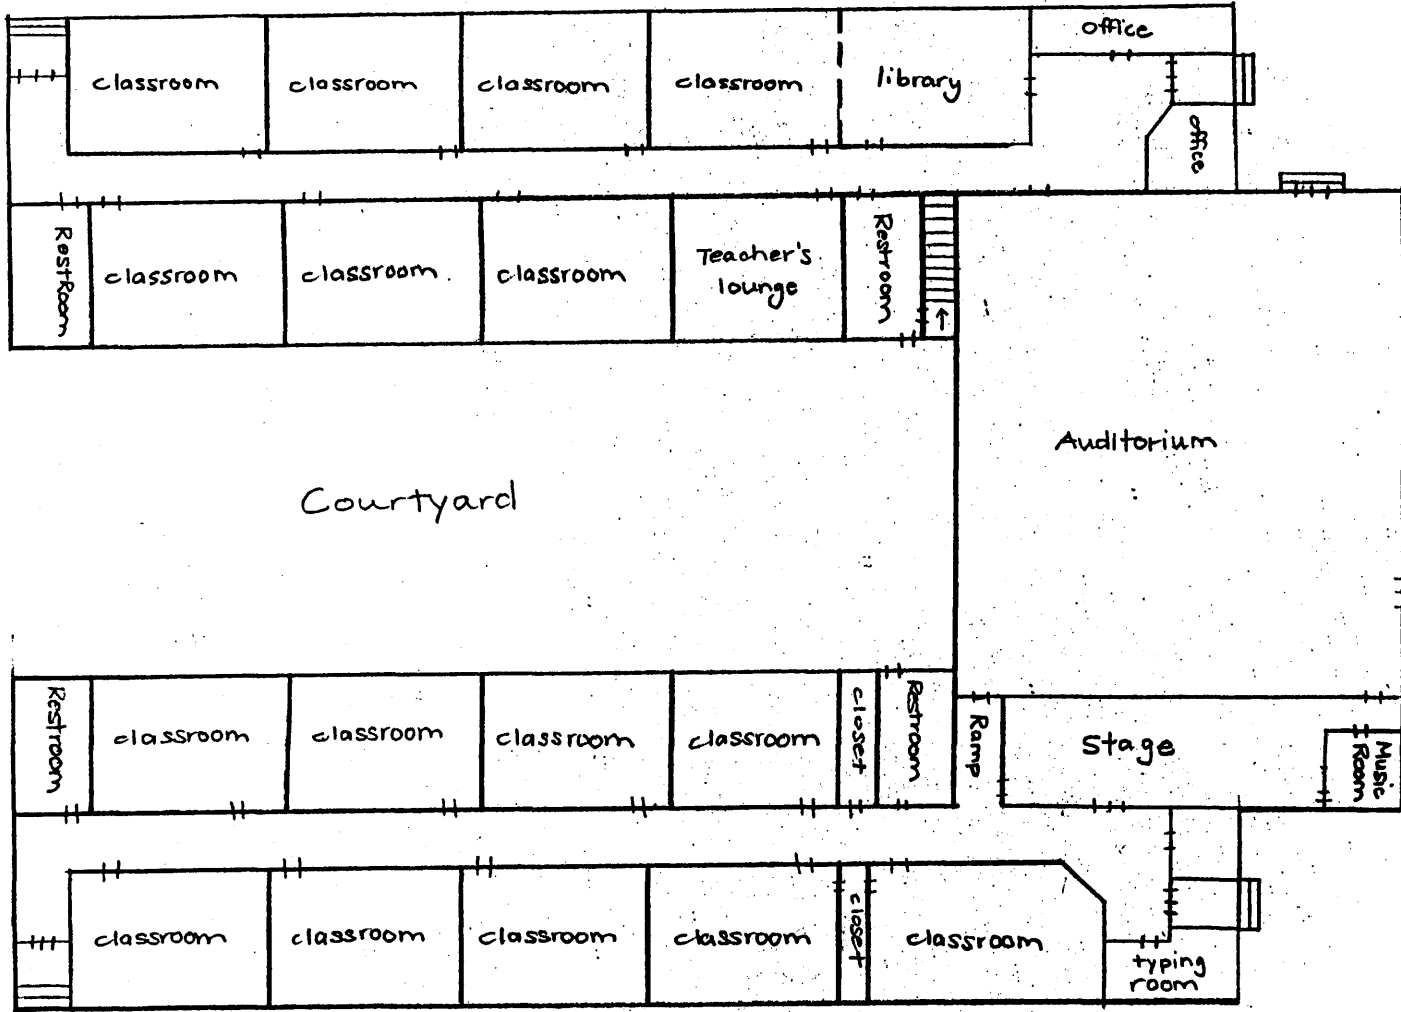 office
classroom
classroom
classroom
classroom
library
office
RestRoom
classroom
classroom
classroom
Teacher's
lounge
Restroom
Courtyard
Auditorium
Restroom
classroom
classroom
classroom
classroom
closet
Restroom
Ramp
Stage
Music
Room
classroom
classroom
classroom
classroom
closet
classroom
typing
room